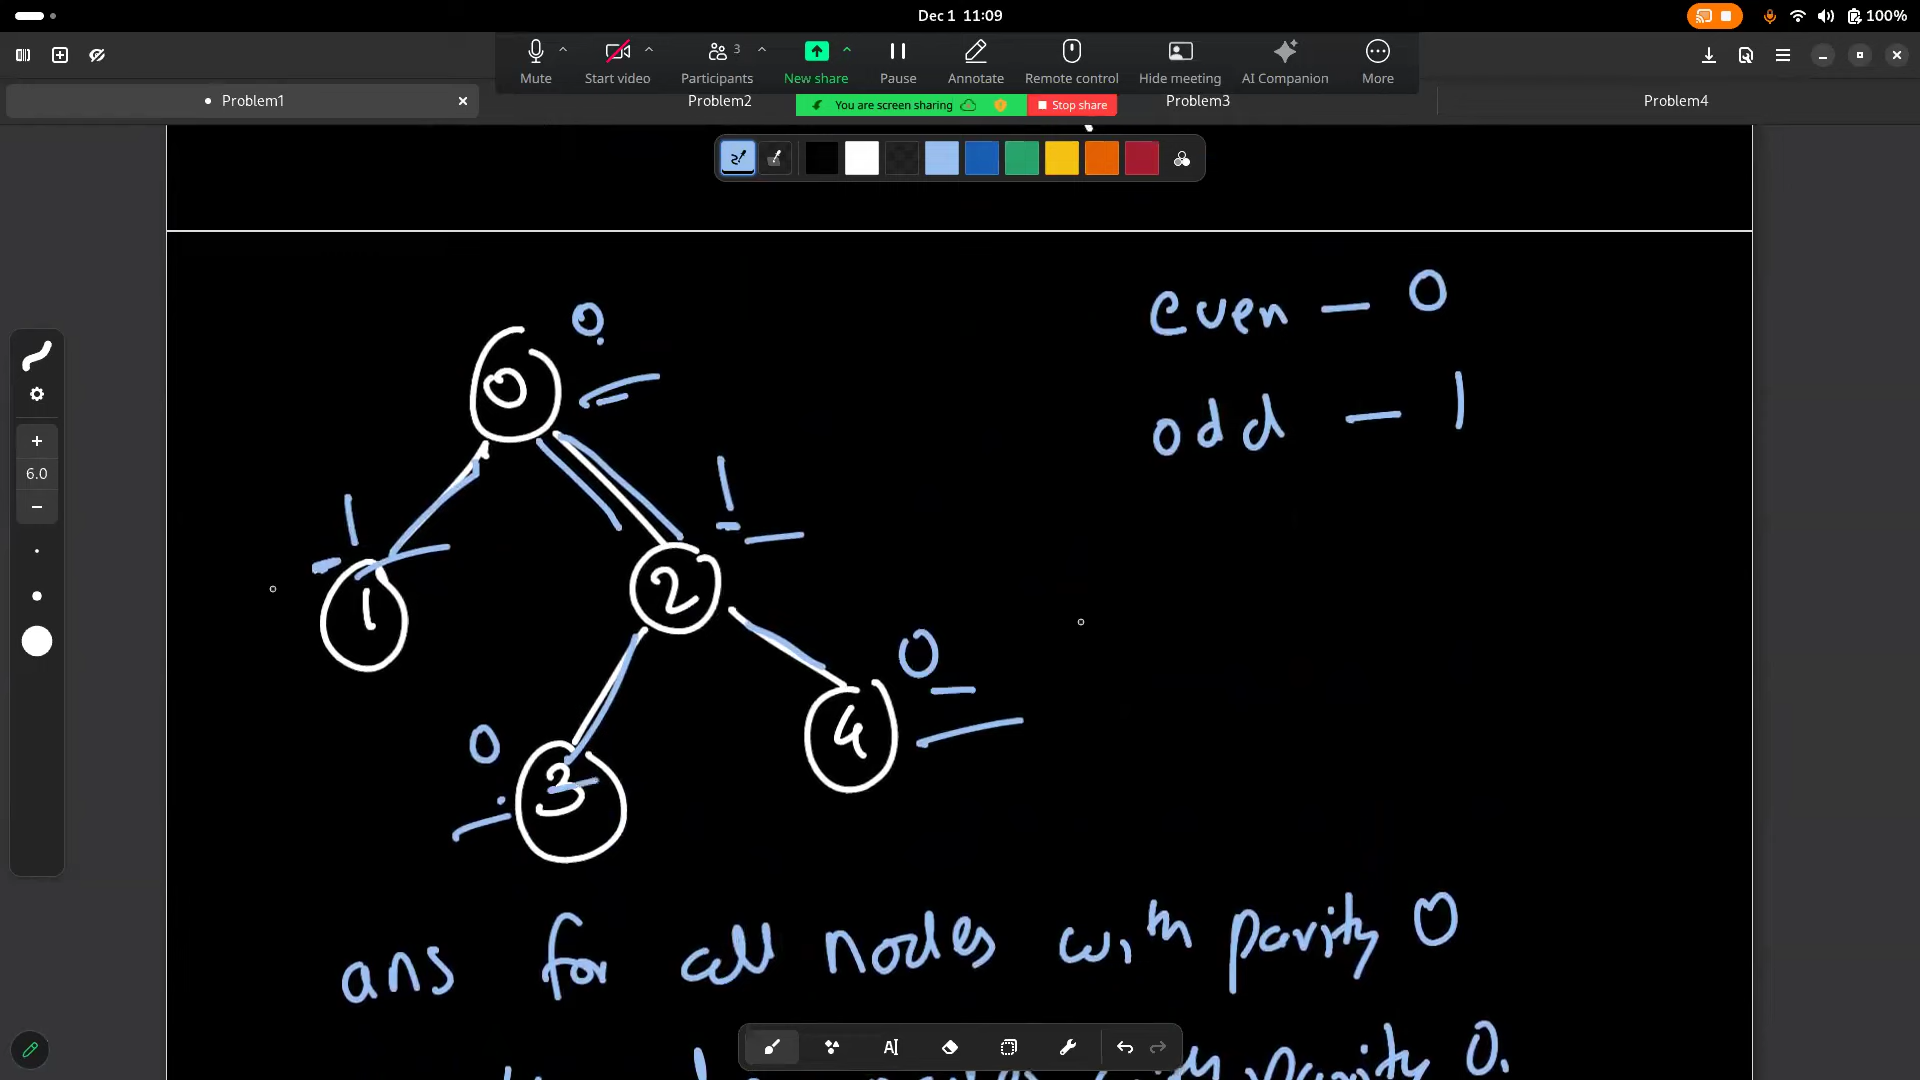 Dec 1 11:09
100%
Mute
Start video
Participants
3
New share
Pause
Annotate
Remote control
Hide meeting
AI Companion
More
Problem1
Problem2
You are screen sharing
Stop share
Problem3
Problem4
even — 0
odd — 1
0
0
1
1
1
2
0
4
0
3
+
6.0
−
ans for all nodes with parity 0
parity 0.